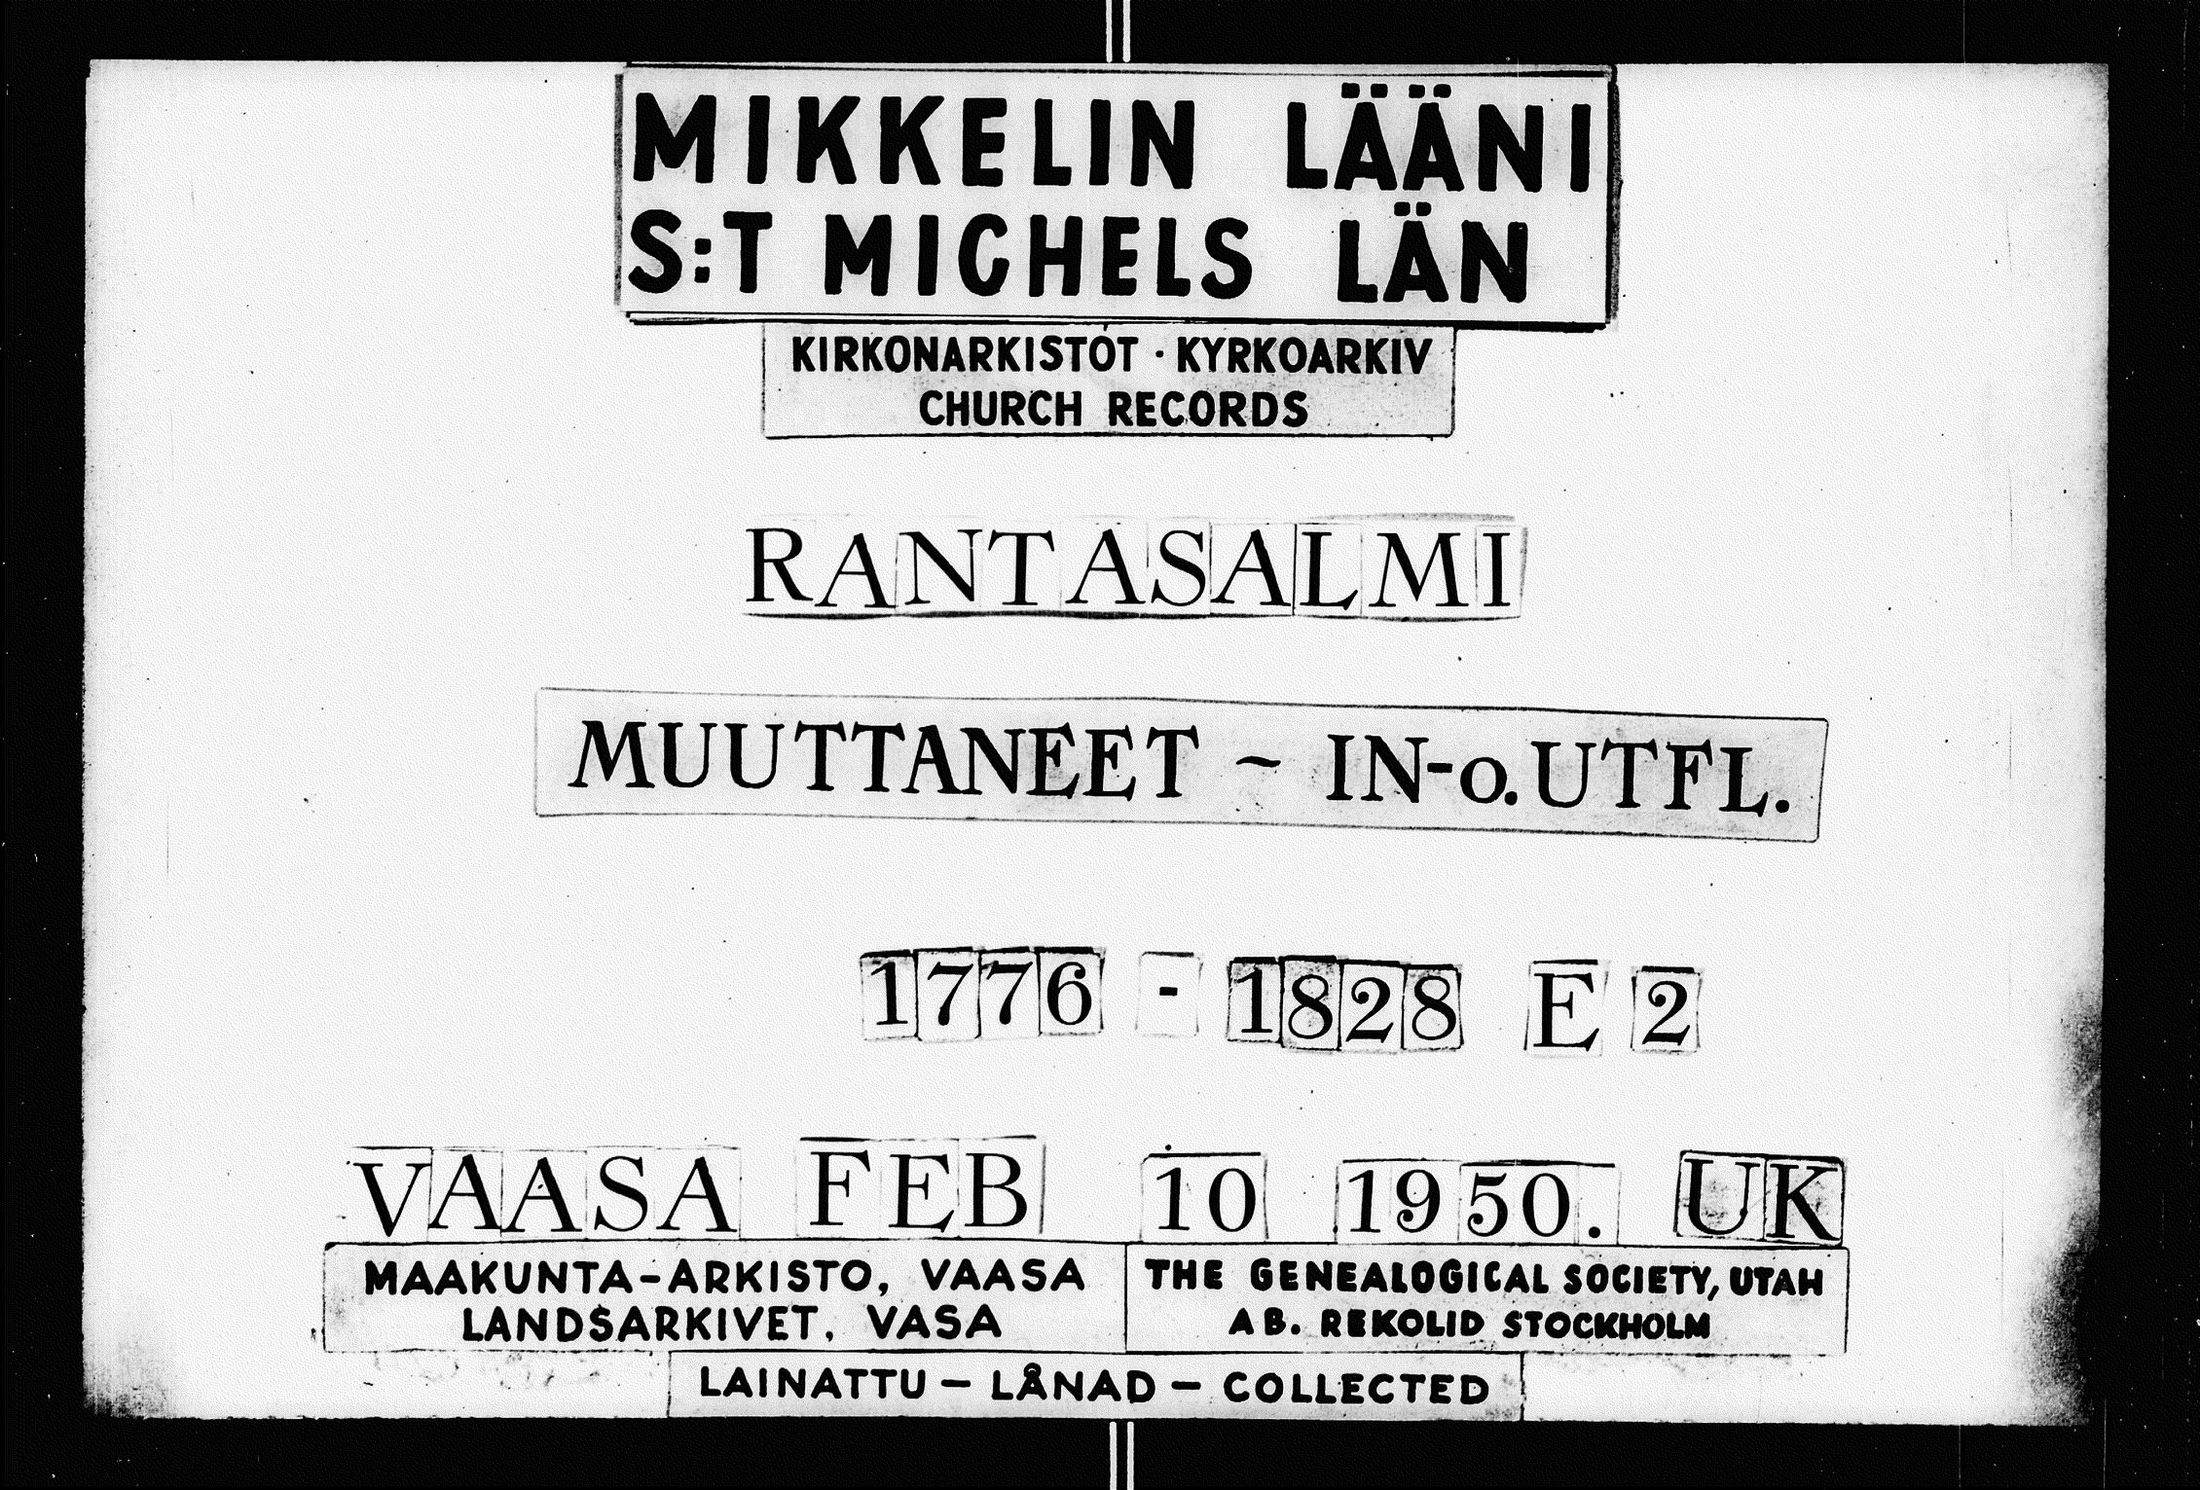 MIKKELIN LÄÄNI
S:T MICHELS LÄN
KIRKONARKISTOT · KYRKOARKIV
CHURCH RECORDS
RANTASALMI
MUUTTANEET ~ IN-o. UTFL.
1776 - 1828 E 2
VAASA FEB 10 1950. UK
MAAKUNTA-ARKISTO, VAASA
LANDSARKIVET, VASA
THE GENEALOGICAL SOCIETY, UTAH
AB. REKOLID STOCKHOLM
LAINATTU - LÅNAD - COLLECTED